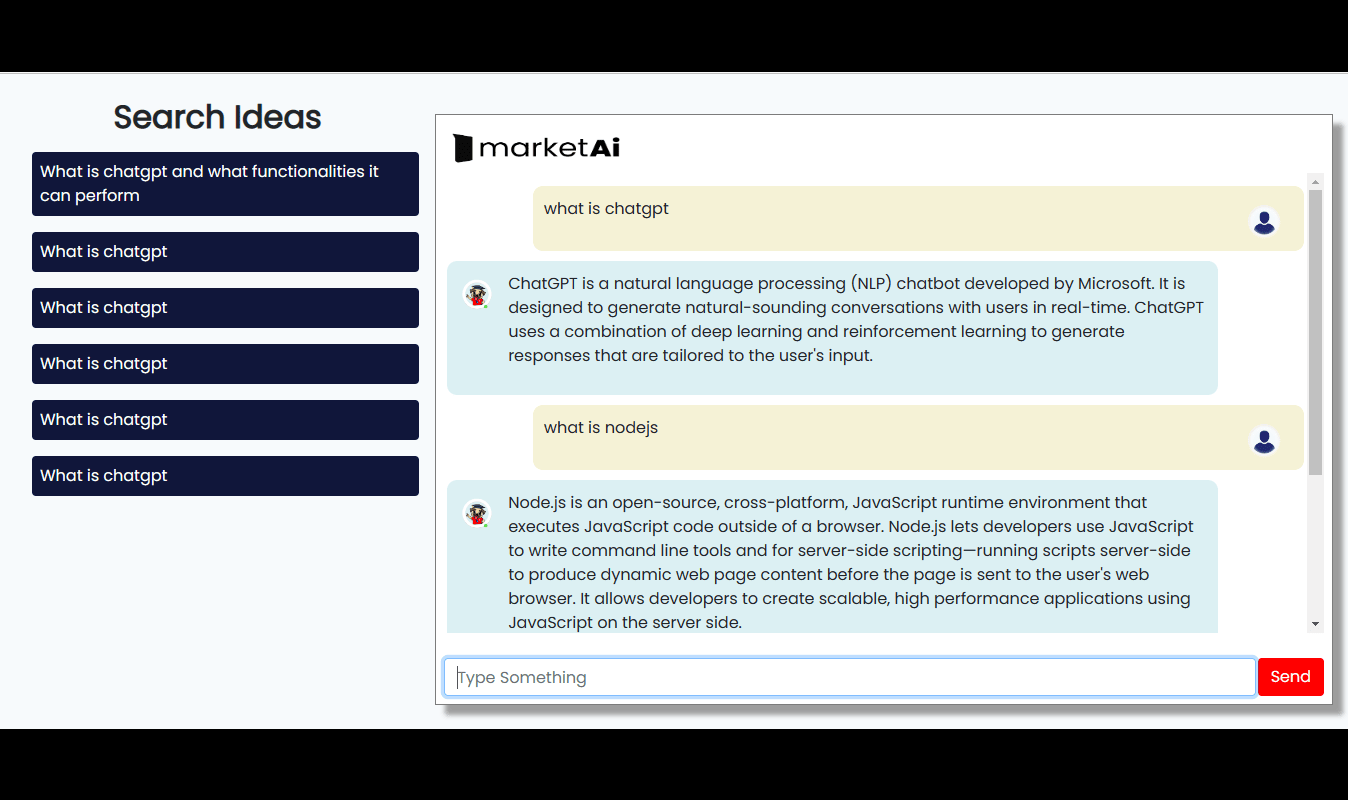 Search Ideas
What is chatgpt and what functionalities it
can perform
What is chatgpt
What is chatgpt
What is chatgpt
What is chatgpt
What is chatgpt
marketAi
what is chatgpt
ChatGPT is a natural language processing (NLP) chatbot developed by Microsoft. It is
designed to generate natural-sounding conversations with users in real-time. ChatGPT
uses a combination of deep learning and reinforcement learning to generate
responses that are tailored to the user's input.
what is nodejs
Node.js is an open-source, cross-platform, JavaScript runtime environment that
executes JavaScript code outside of a browser. Node.js lets developers use JavaScript
to write command line tools and for server-side scripting—running scripts server-side
to produce dynamic web page content before the page is sent to the user's web
browser. It allows developers to create scalable, high performance applications using
JavaScript on the server side.
Type Something
Send